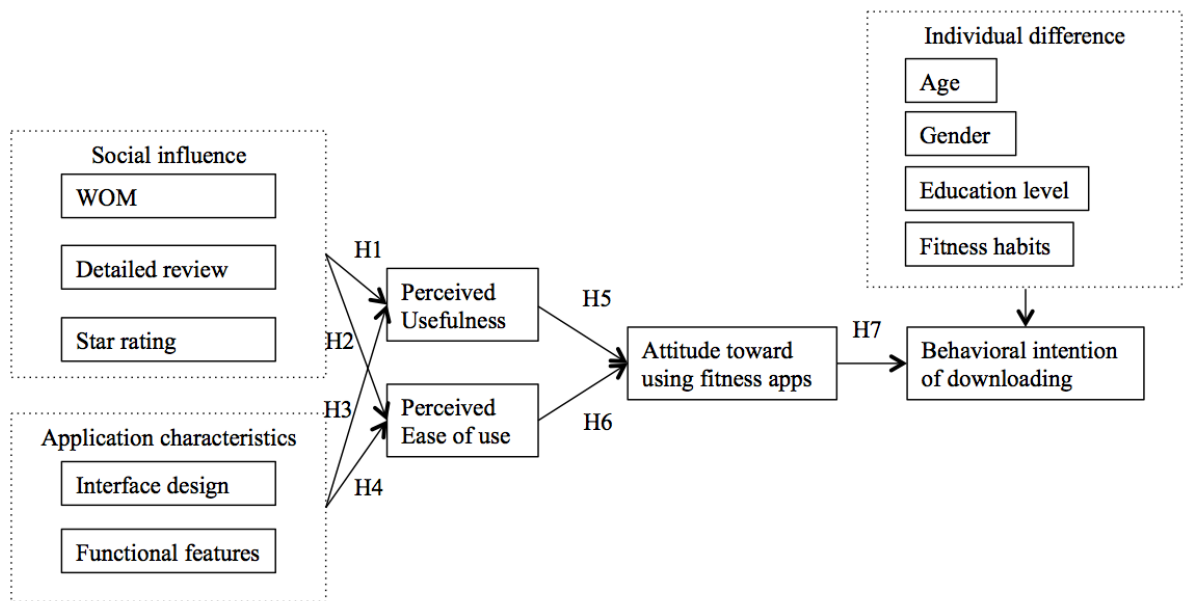 Individual difference
Age
Gender
Education level
Fitness habits
Social influence
WOM
Detailed review
Star rating
H1
H2
H3
H4
Application characteristics
Interface design
Functional features
Perceived
Usefulness
Perceived
Ease of use
H5
H6
Attitude toward
using fitness apps
H7
Behavioral intention
of downloading